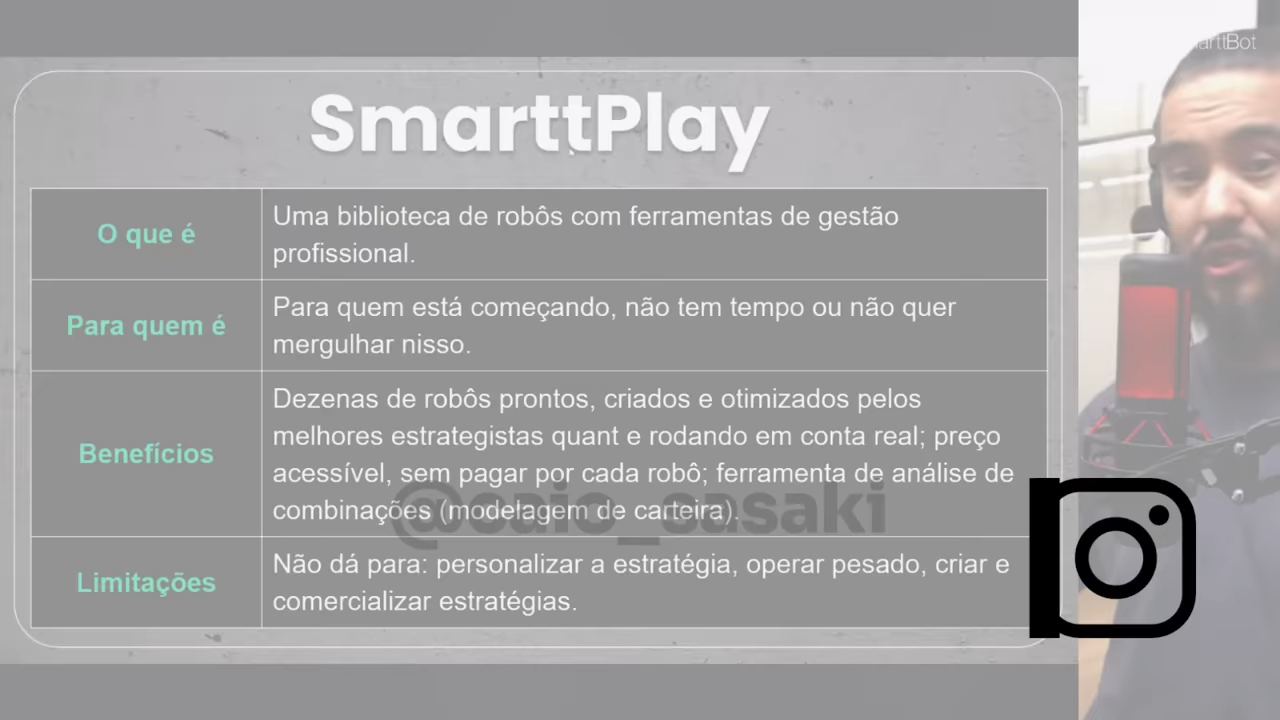 SmarttPlay
O que é
Uma biblioteca de robôs com ferramentas de gestão
profissional.
Para quem é
Para quem está começando, não tem tempo ou não quer
mergulhar nisso.
Benefícios
Dezenas de robôs prontos, criados e otimizados pelos
melhores estrategistas quant e rodando em conta real; preço
acessível, sem pagar por cada robô; ferramenta de análise de
combinações (modelagem de carteira).
@caio_sasaki
Limitações
Não dá para: personalizar a estratégia, operar pesado, criar e
comercializar estratégias.